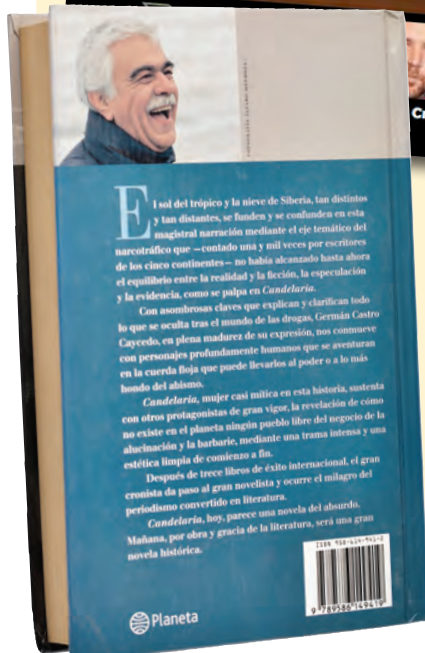 El sol del trópico y la nieve de Siberia, tan distintos
y tan distantes, se funden y se confunden en esta
magistral narración mediante el eje temático del
narcotráfico que —contado una y mil veces por escritores
de los cinco continentes— no había alcanzado hasta ahora
el equilibrio entre la realidad y la ficción, la especulación
y la evidencia, como se palpa en Candelaria.
Con asombrosas claves que explican y clarifican todo
lo que se oculta tras el mundo de las drogas, Germán Castro
Caycedo, en plena madurez de su expresión, nos conmueve
con personajes profundamente humanos que se aventuran
en la cuerda floja que puede llevarlos al poder o a lo más
hondo del abismo.
Candelaria, mujer casi mítica en esta historia, sustenta
con otros protagonistas de gran vigor, la revelación de cómo
no existe en el planeta ningún pueblo libre del negocio de la
alucinación y la barbarie, mediante una trama intensa y una
estética limpia de comienzo a fin.
Después de trece libros de éxito internacional, el gran
cronista da paso al gran novelista y ocurre el milagro del
periodismo convertido en literatura.
Candelaria, hoy, parece una novela del absurdo.
Mañana, por obra y gracia de la literatura, será una gran
novela histórica.
ISBN 958-614-941-2
9 789586 149419
Planeta